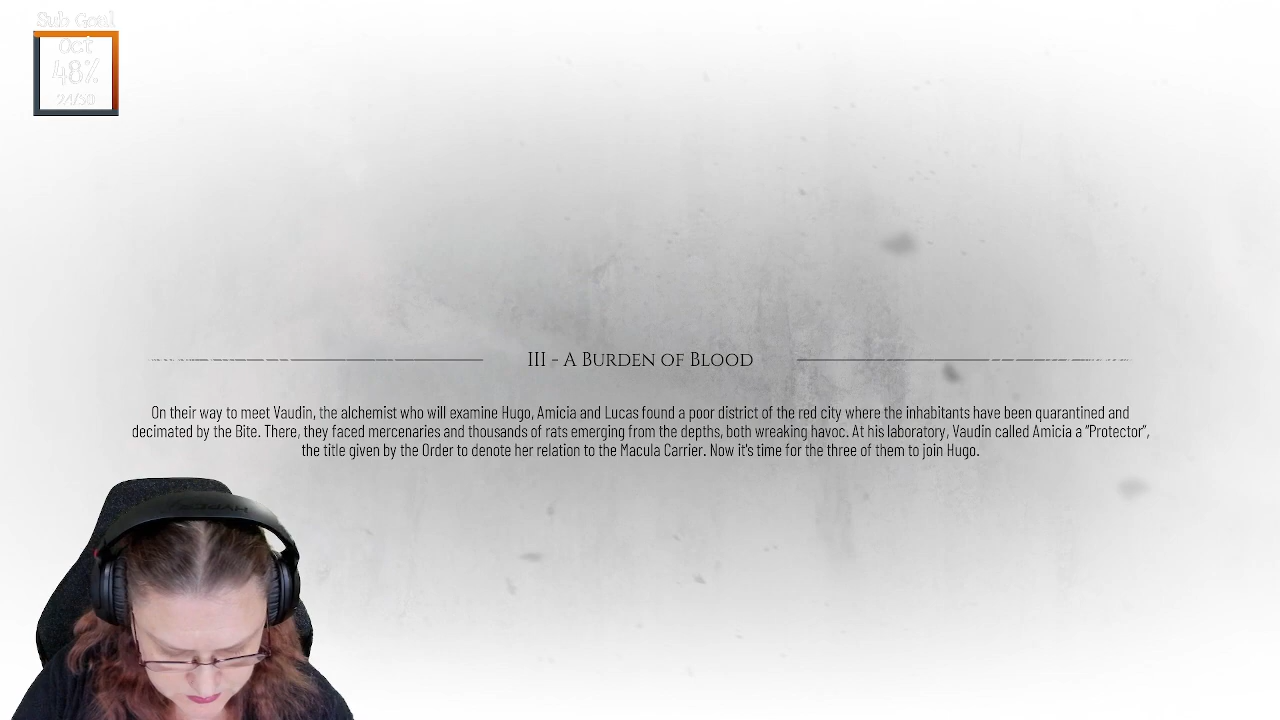 Sub Goal
Oct
48%
24/50
III - A Burden of Blood
On their way to meet Vaudin, the alchemist who will examine Hugo, Amicia and Lucas found a poor district of the red city where the inhabitants have been quarantined and
decimated by the Bite. There, they faced mercenaries and thousands of rats emerging from the depths, both wreaking havoc. At his laboratory, Vaudin called Amicia a "Protector",
the title given by the Order to denote her relation to the Macula Carrier. Now it's time for the three of them to join Hugo.